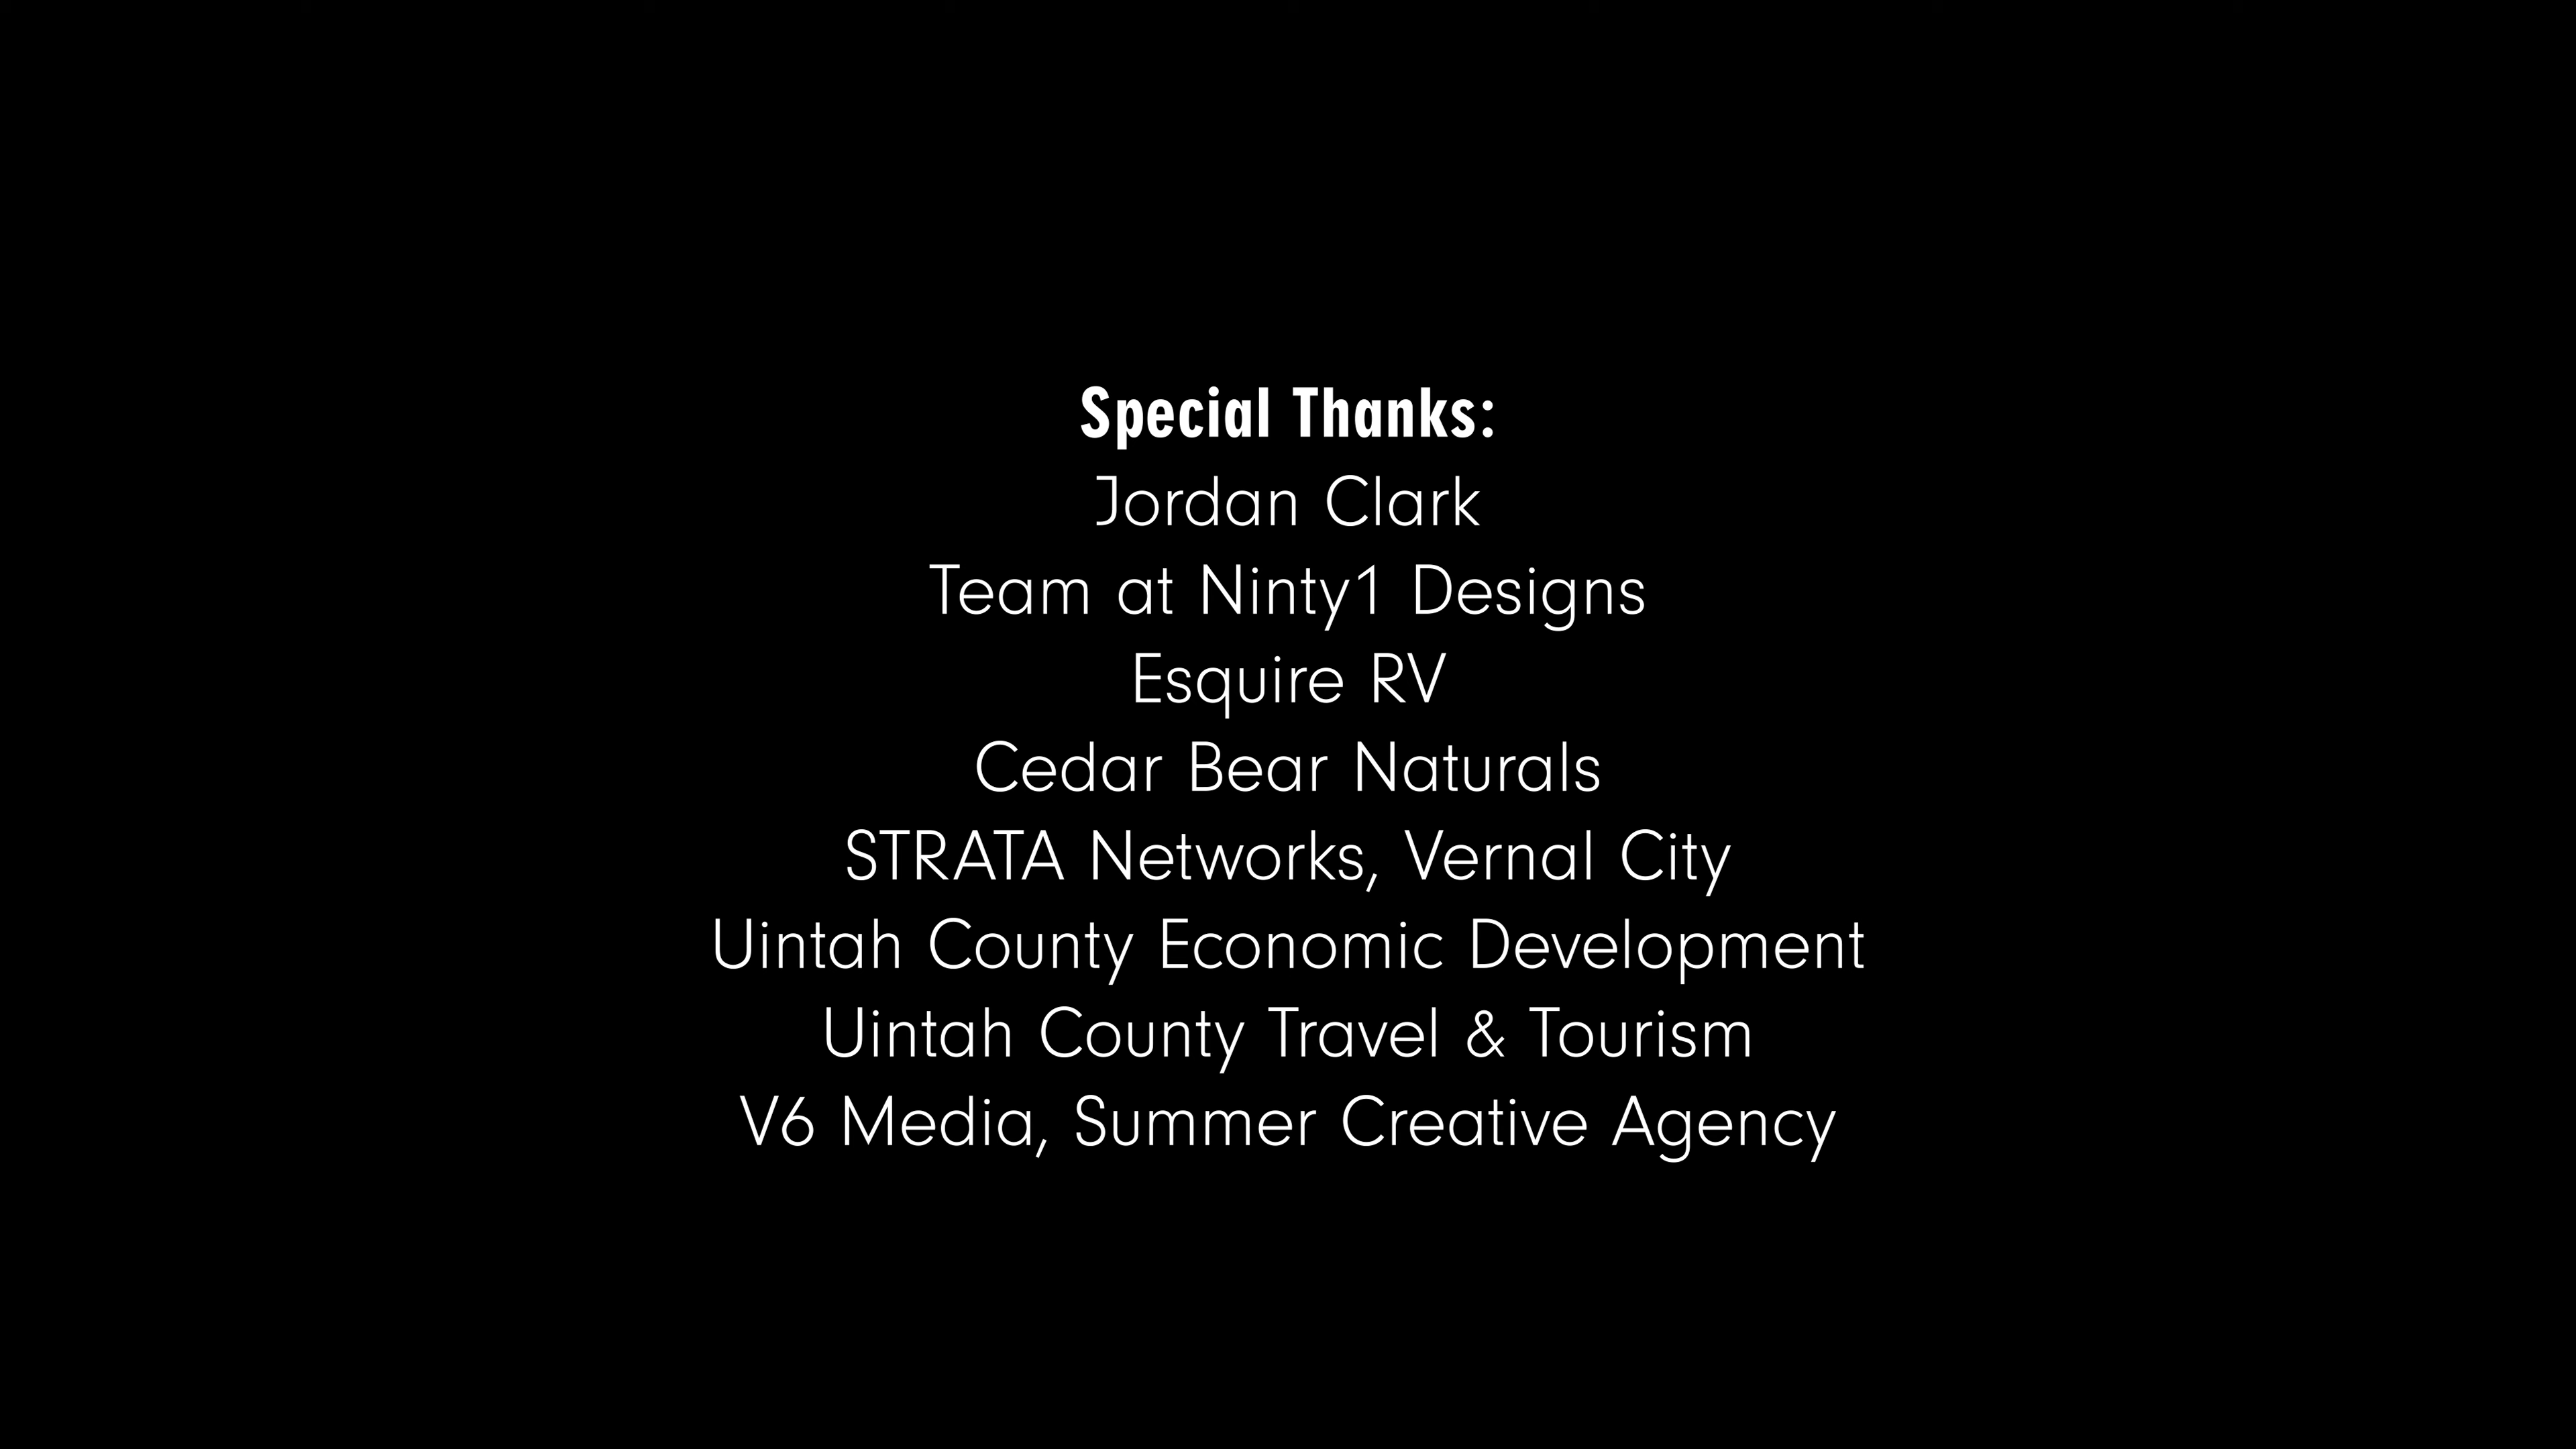 Special Thanks:
Jordan Clark
Team at Ninty1 Designs
Esquire RV
Cedar Bear Naturals
STRATA Networks, Vernal City
Uintah County Economic Development
Uintah County Travel & Tourism
V6 Media, Summer Creative Agency